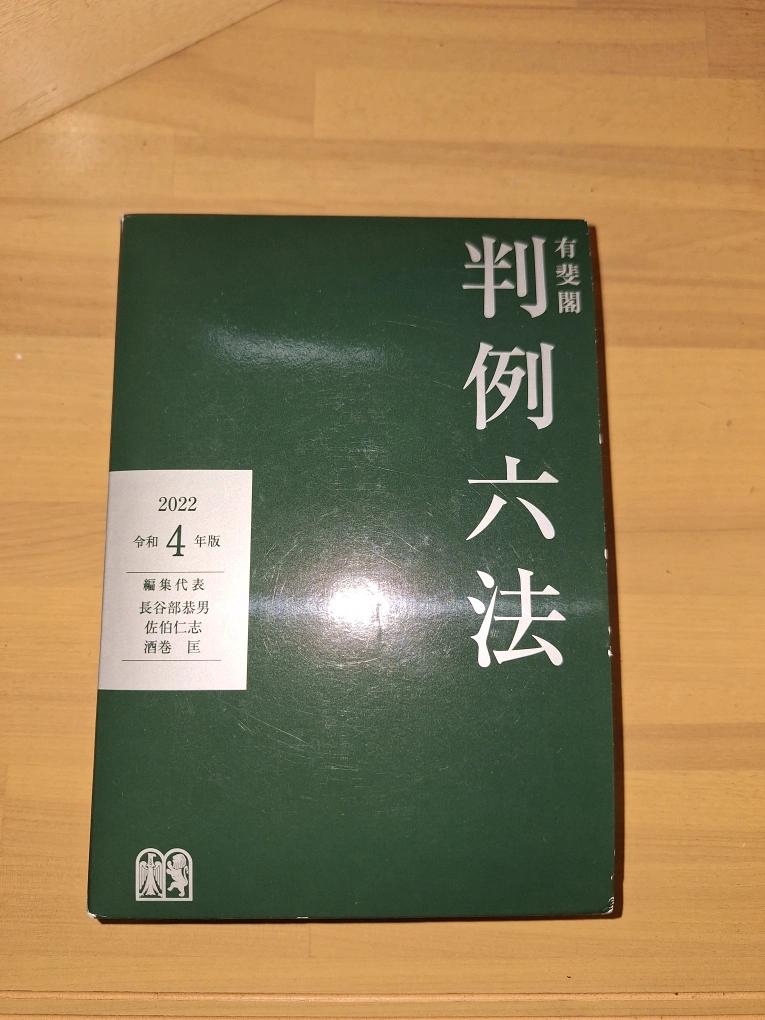 有斐閣
判例六法
2022
令和4年版
編集代表
長谷部恭男
佐伯仁志
酒巻 匡